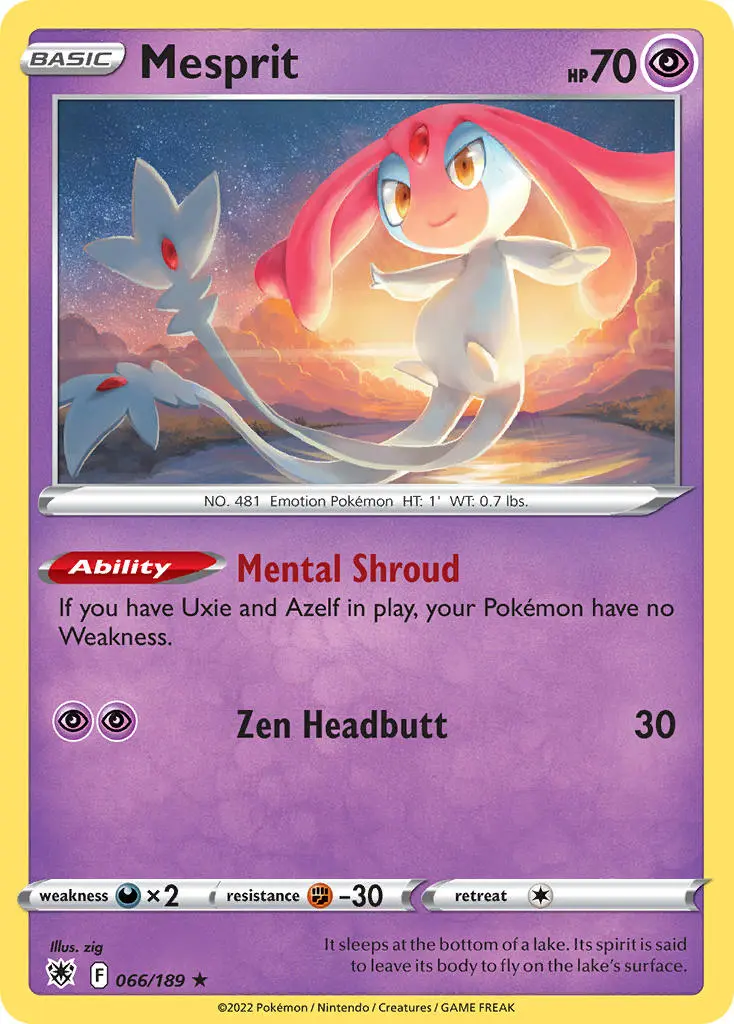 BASIC Mesprit HP70
NO. 481 Emotion Pokémon HT: 1' WT: 0.7 lbs.
Ability Mental Shroud
If you have Uxie and Azelf in play, your Pokémon have no
Weakness.
Zen Headbutt 30
weakness ×2 resistance -30 retreat
Illus. zig
It sleeps at the bottom of a lake. Its spirit is said
to leave its body to fly on the lake's surface.
F 066/189 ★
©2022 Pokémon / Nintendo / Creatures / GAME FREAK